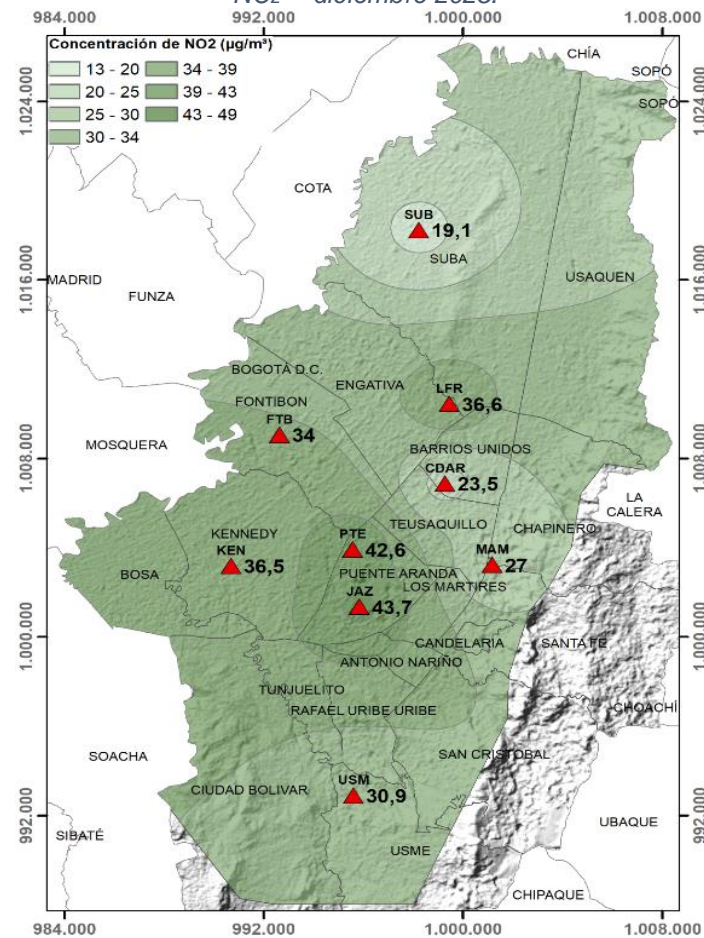 NO₂ – diciembre 2023.
984.000 992.000 1.000.000 1.008.000
Concentración de NO2 (µg/m³)
13 - 20 34 - 39
20 - 25 39 - 43
25 - 30 43 - 49
30 - 34
CHÍA
SOPÓ
SOPÓ
1.024.000 1.024.000
COTA
SUB
19,1
SUBA
1.016.000 1.016.000
MADRID
USAQUEN
FUNZA
BOGOTÁ D.C.
ENGATIVA
LFR
36,6
FONTIBON
FTB
34
MOSQUERA
BARRIOS UNIDOS
1.008.000 1.008.000
CDAR
23,5
LA
CALERA
TEUSAQUILLO
CHAPINERO
KENNEDY
KEN
36,5
PTE
42,6
MAM
27
BOSA
PUENTE ARANDA
LOS MARTIRES
JAZ
43,7
1.000.000 1.000.000
CANDELARIA
SANTA FE
ANTONIO NARIÑO
TUNJUELITO
RAFAEL URIBE URIBE
CHOACHÍ
SOACHA
SAN CRISTOBAL
USM
30,9
CIUDAD BOLIVAR
992.000 992.000
SIBATÉ
UBAQUE
USME
CHIPAQUE
984.000 992.000 1.000.000 1.008.000